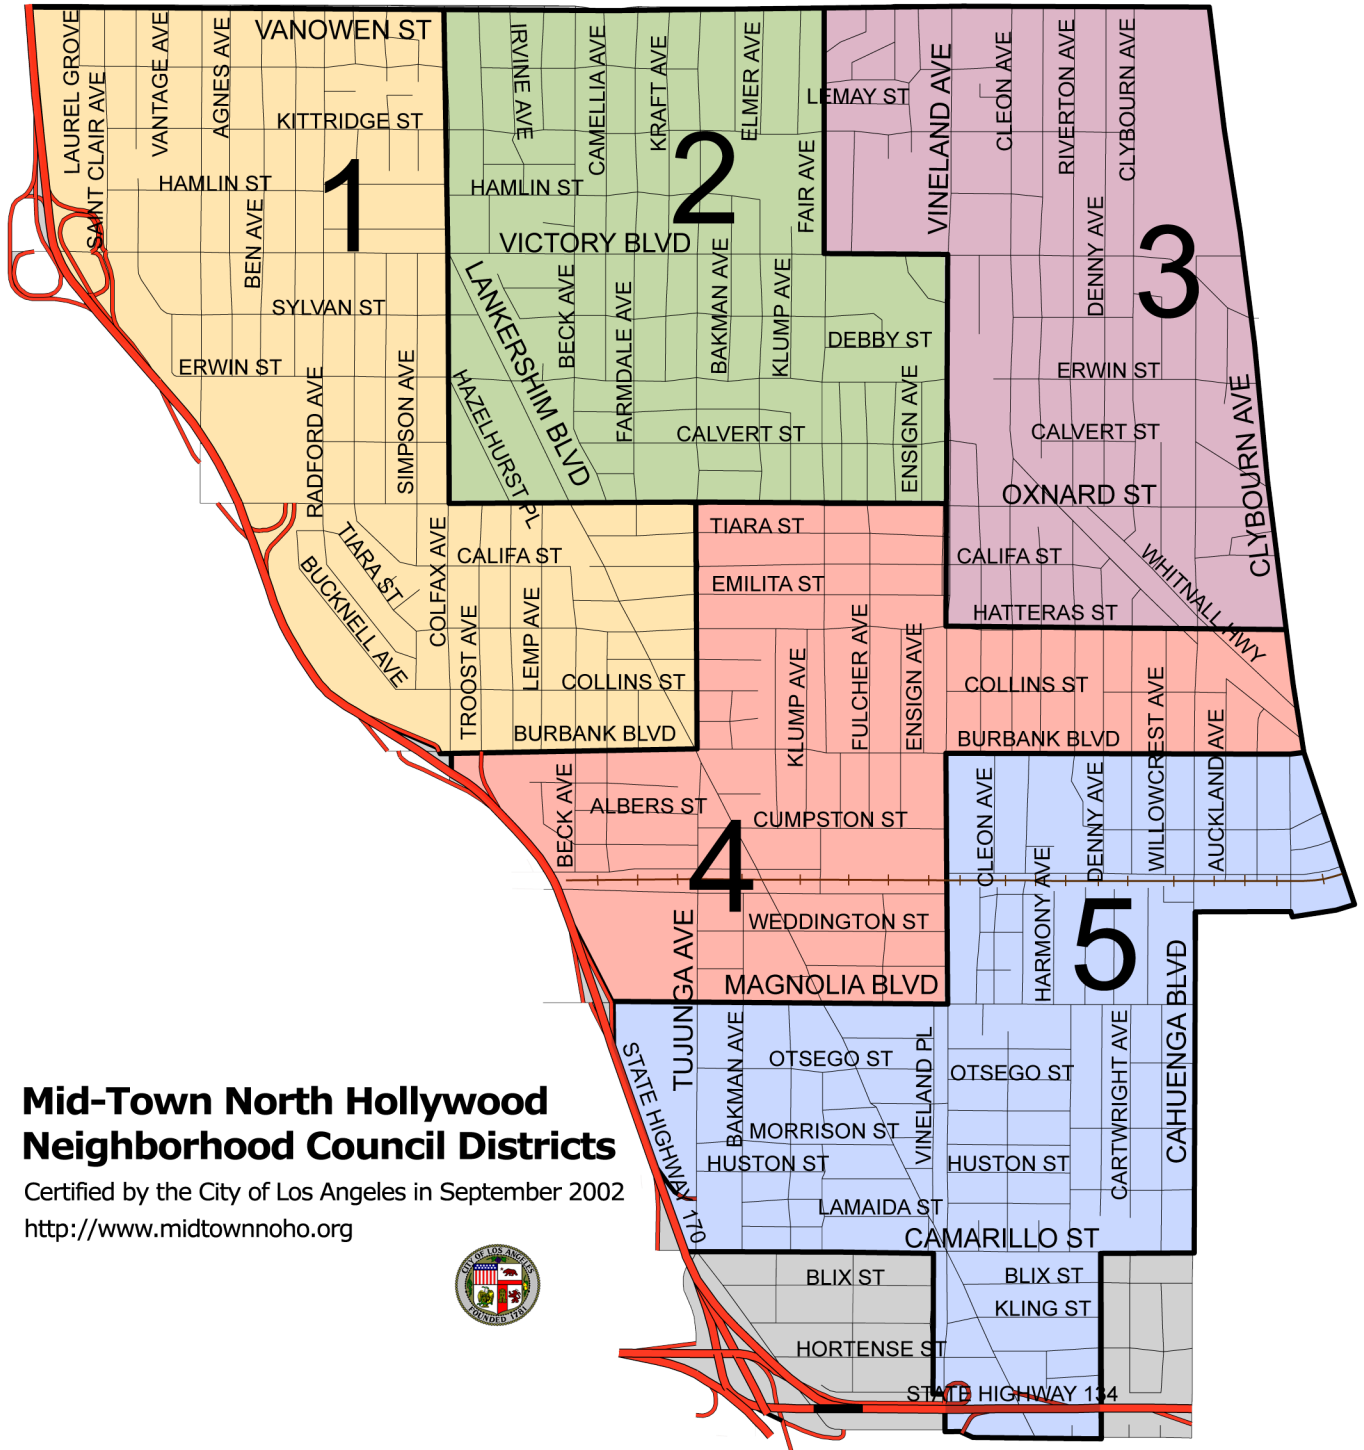 VANOWEN ST
LAUREL GROVE
SAINT CLAIR AVE
VANTAGE AVE
AGNES AVE
KITTRIDGE ST
HAMLIN ST
BEN AVE
1
SYLVAN ST
ERWIN ST
RADFORD AVE
SIMPSON AVE
TIARA ST
BUCKNELL AVE
COLFAX AVE
CALIFA ST
TROOST AVE
LEMP AVE
COLLINS ST
BURBANK BLVD
IRVINE AVE
CAMELLIA AVE
KRAFT AVE
ELMER AVE
2
FAIR AVE
HAMLIN ST
VICTORY BLVD
LANKERSHIM BLVD
HAZELHURST PL
BECK AVE
FARMDALE AVE
BAKMAN AVE
KLUMP AVE
DEBBY ST
CALVERT ST
ENSIGN AVE
LEMAY ST
VINELAND AVE
CLEON AVE
RIVERTON AVE
CLYBOURN AVE
DENNY AVE
3
ERWIN ST
CALVERT ST
OXNARD ST
CLYBOURN AVE
CALIFA ST
WHITNALL HWY
HATTERAS ST
TIARA ST
EMILITA ST
KLUMP AVE
FULCHER AVE
ENSIGN AVE
COLLINS ST
BURBANK BLVD
WILLOWCREST AVE
AUCKLAND AVE
BECK AVE
ALBERS ST
CUMPSTON ST
4
WEDDINGTON ST
MAGNOLIA BLVD
TUJUNGA AVE
CLEON AVE
HARMONY AVE
DENNY AVE
5
CAHUENGA BLVD
BAKMAN AVE
OTSEGO ST
VINELAND PL
OTSEGO ST
CARTWRIGHT AVE
MORRISON ST
HUSTON ST
HUSTON ST
LAMAIDA ST
CAMARILLO ST
STATE HIGHWAY 170
BLIX ST
BLIX ST
KLING ST
HORTENSE ST
STATE HIGHWAY 134
Mid-Town North Hollywood
Neighborhood Council Districts
Certified by the City of Los Angeles in September 2002
http://www.midtownnoho.org
CITY OF LOS ANGELES
FOUNDED 1781